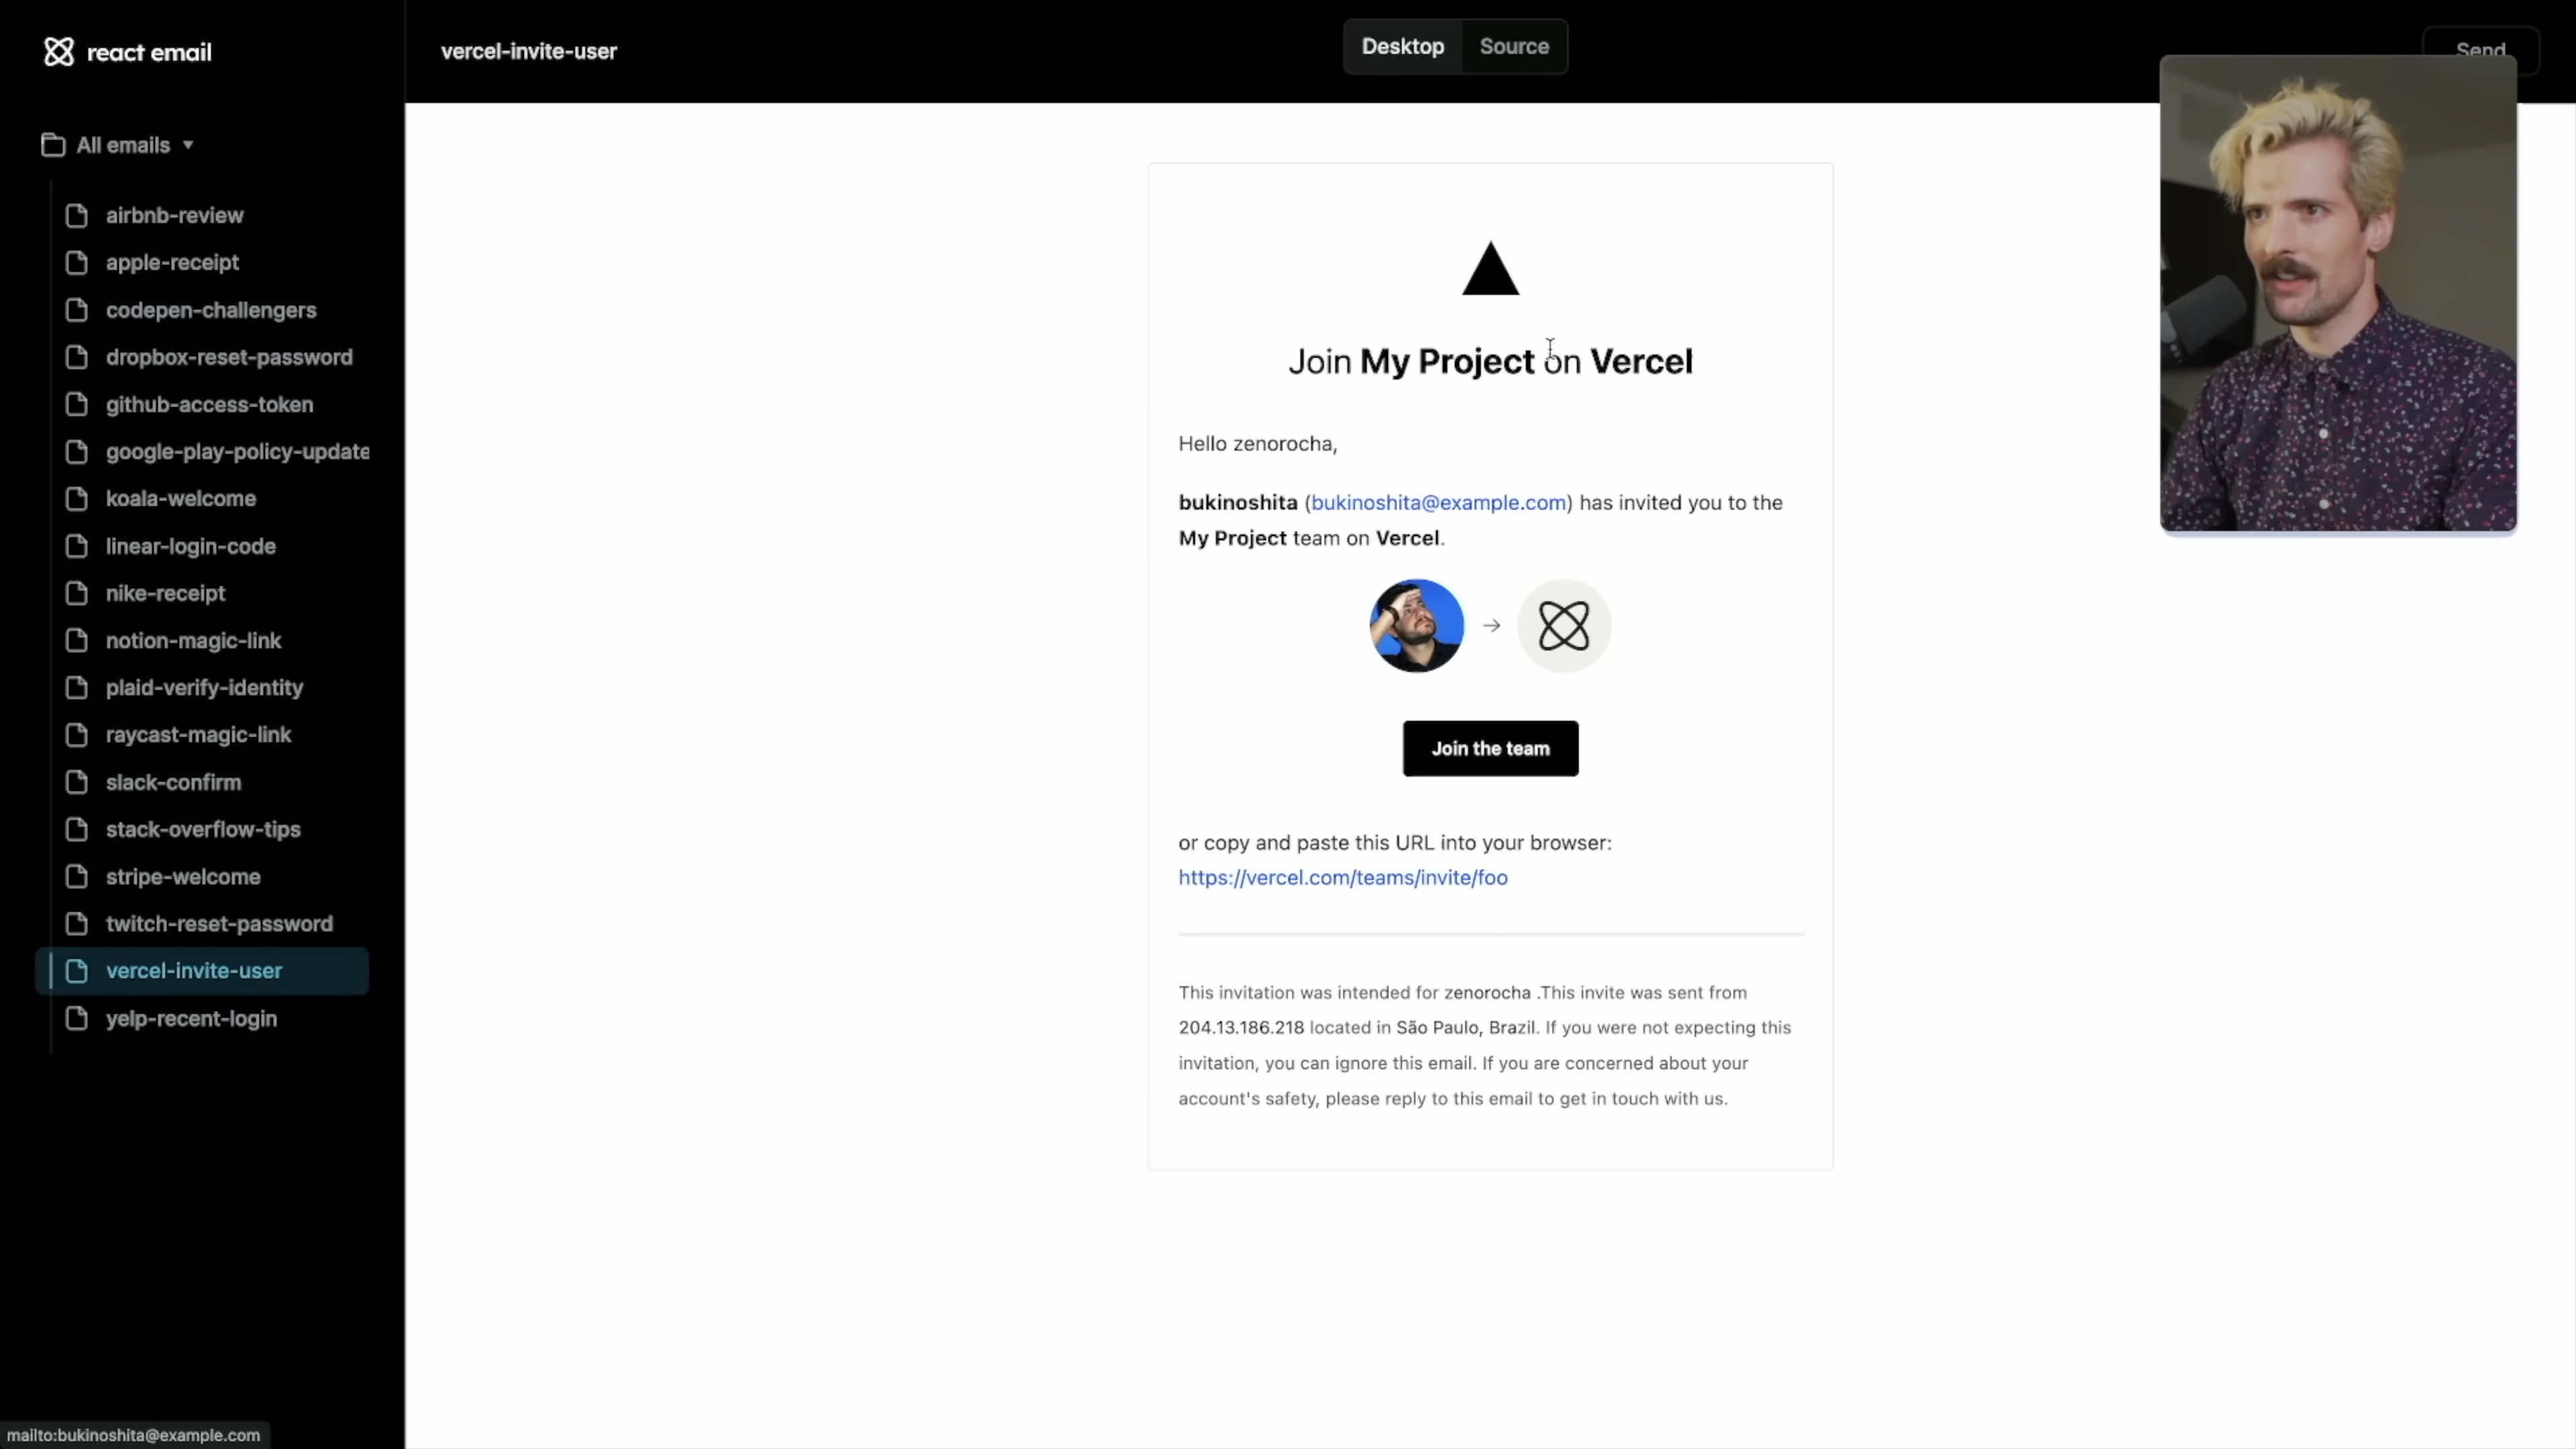 react email
All emails
airbnb-review
apple-receipt
codepen-challengers
dropbox-reset-password
github-access-token
google-play-policy-update
koala-welcome
linear-login-code
nike-receipt
notion-magic-link
plaid-verify-identity
raycast-magic-link
slack-confirm
stack-overflow-tips
stripe-welcome
twitch-reset-password
vercel-invite-user
yelp-recent-login
mailto:bukinoshita@example.com
vercel-invite-user
Desktop Source
Send
Join My Project on Vercel
Hello zenorocha,
bukinoshita (bukinoshita@example.com) has invited you to the
My Project team on Vercel.
Join the team
or copy and paste this URL into your browser:
https://vercel.com/teams/invite/foo
This invitation was intended for zenorocha .This invite was sent from
204.13.186.218 located in São Paulo, Brazil. If you were not expecting this
invitation, you can ignore this email. If you are concerned about your
account's safety, please reply to this email to get in touch with us.